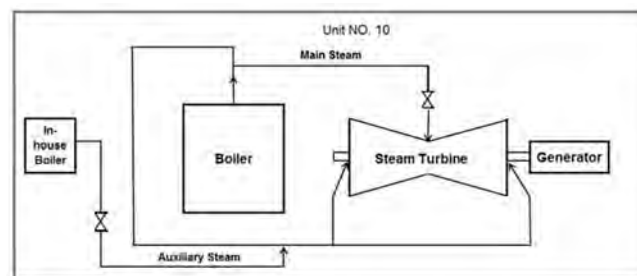 Unit NO. 10
Main Steam
In-
house
Boiler
Boiler
Steam Turbine
Generator
Auxiliary Steam